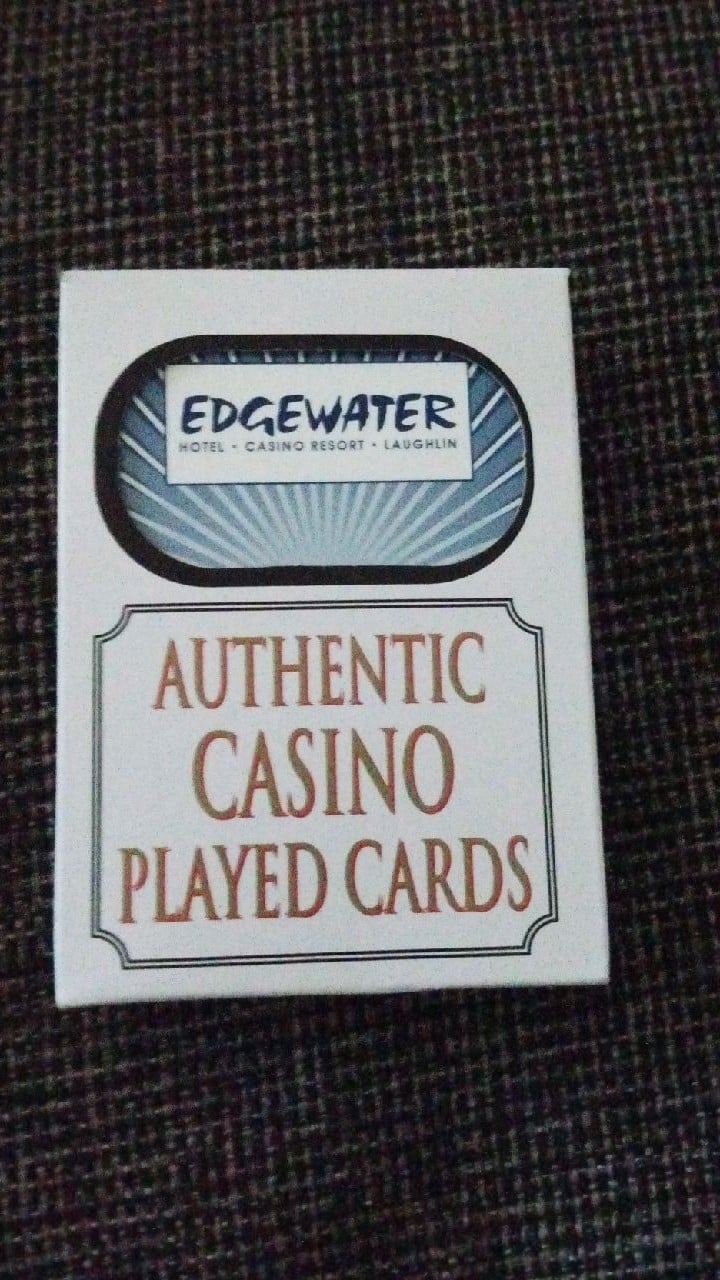 EDGEWATER
HOTEL • CASINO RESORT • LAUGHLIN
AUTHENTIC
CASINO
PLAYED CARDS